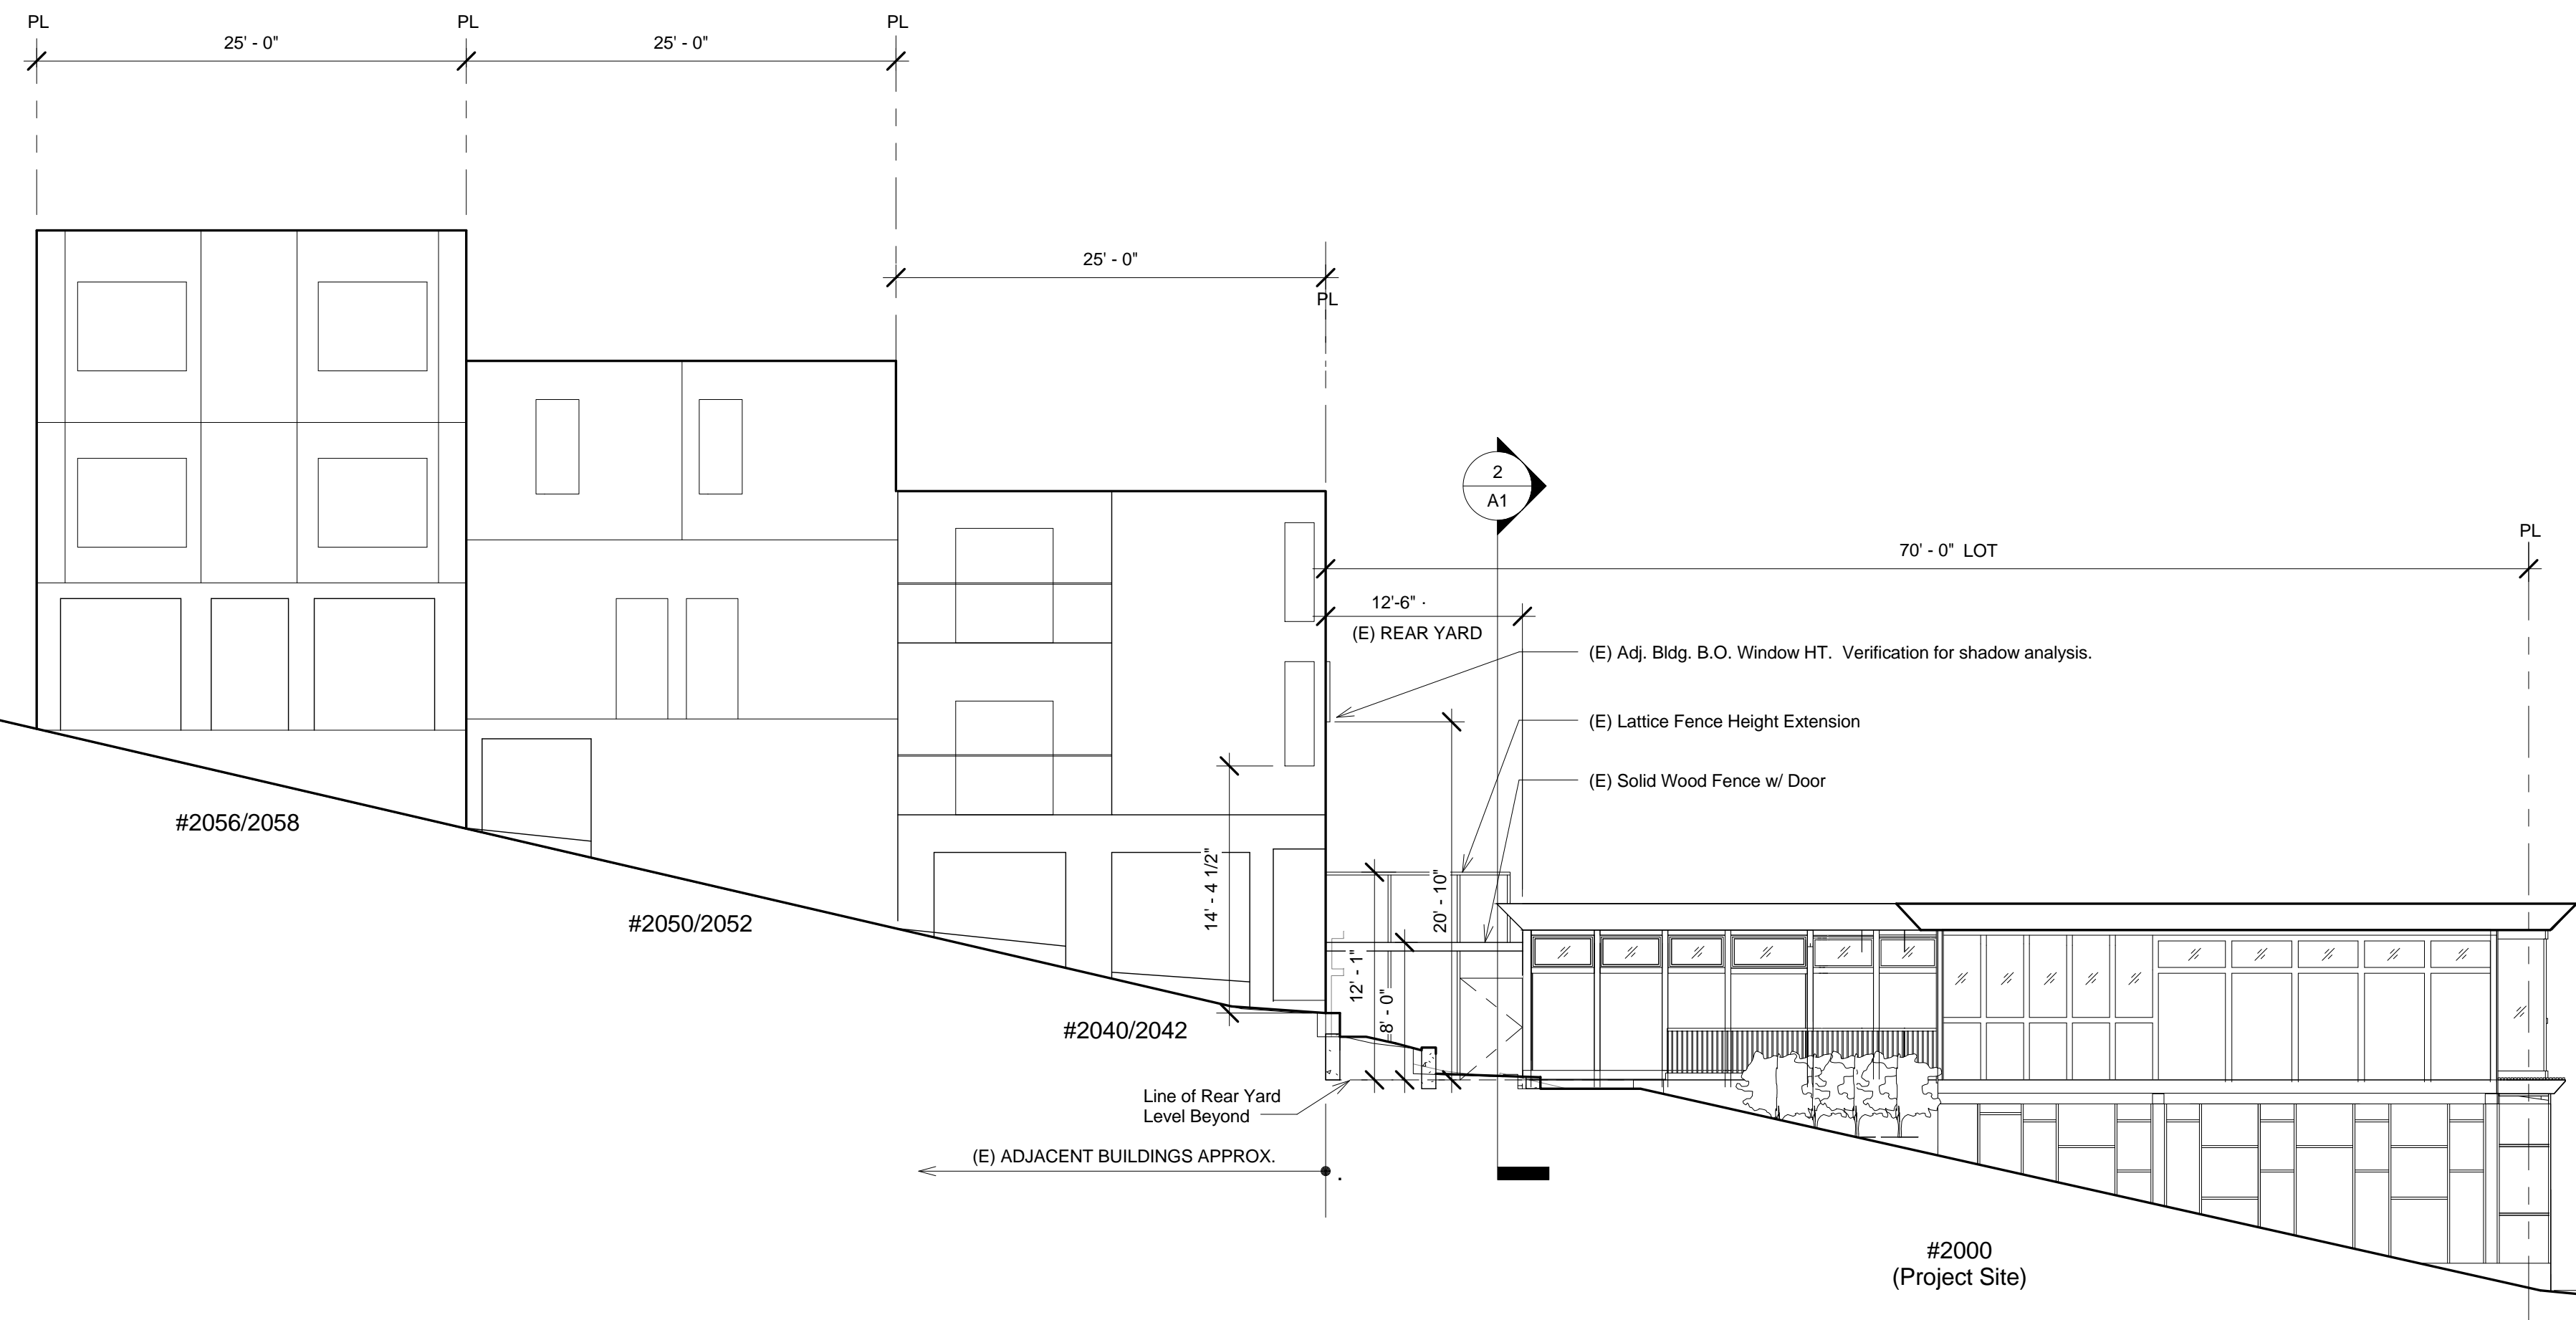 PL
PL
PL
25' - 0"
25' - 0"
25' - 0"
PL
2
A1
PL
70' - 0" LOT
12'-6"
(E) REAR YARD
(E) Adj. Bldg. B.O. Window HT. Verification for shadow analysis.
(E) Lattice Fence Height Extension
(E) Solid Wood Fence w/ Door
#2056/2058
#2050/2052
#2040/2042
14' - 4 1/2"
20' - 10"
12' - 1"
8' - 0"
Line of Rear Yard
Level Beyond
(E) ADJACENT BUILDINGS APPROX.
#2000
(Project Site)